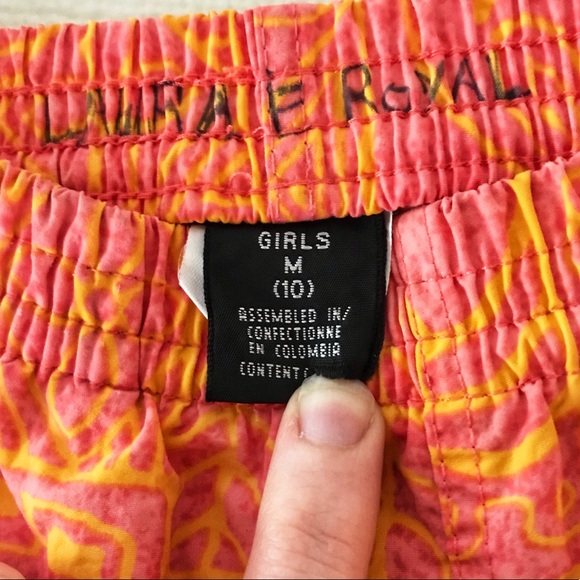 LAURA E ROYAL
GIRLS
M
(10)
ASSEMBLED IN/
CONFECTIONNE
EN COLOMBIA
CONTENT